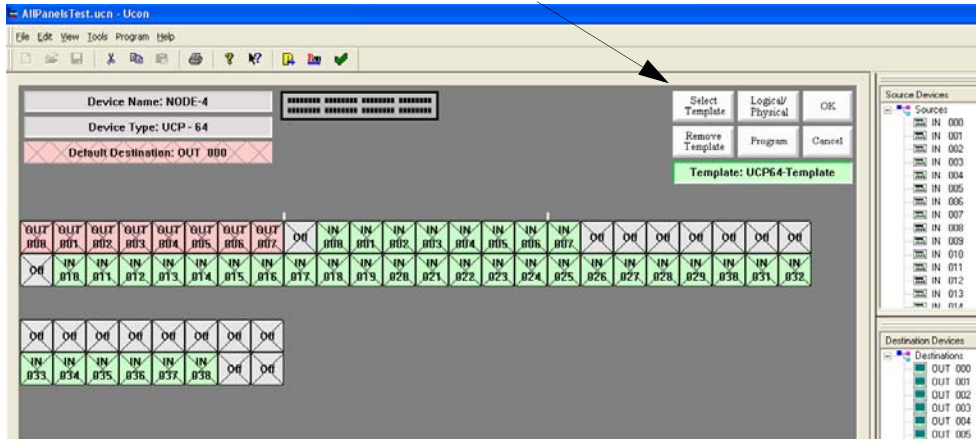 AllPanelsTest.ucn - Ucon
File Edit View Tools Program Help
Device Name: NODE-4
Device Type: UCP - 64
Default Destination: OUT 000
Select Template
Logical/ Physical
OK
Remove Template
Program
Cancel
Template: UCP64-Template
OUT 000 OUT 001 OUT 002 OUT 003 OUT 004 OUT 005 OUT 006 OUT 007 Off IN 000 IN 001 IN 002 IN 003 IN 004 IN 005 IN 006 IN 007 Off Off Off Off Off Off Off
Off IN 010 IN 011 IN 012 IN 013 IN 014 IN 015 IN 016 IN 017 IN 018 IN 019 IN 020 IN 021 IN 022 IN 023 IN 024 IN 025 IN 026 IN 027 IN 028 IN 029 IN 030 IN 031 IN 032
Off Off Off Off Off Off Off Off
IN 033 IN 034 IN 035 IN 036 IN 037 IN 038 Off Off
Source Devices
Sources
IN 000
IN 001
IN 002
IN 003
IN 004
IN 005
IN 006
IN 007
IN 008
IN 009
IN 010
IN 011
IN 012
IN 013
IN 014
Destination Devices
Destinations
OUT 000
OUT 001
OUT 002
OUT 003
OUT 004
OUT 005